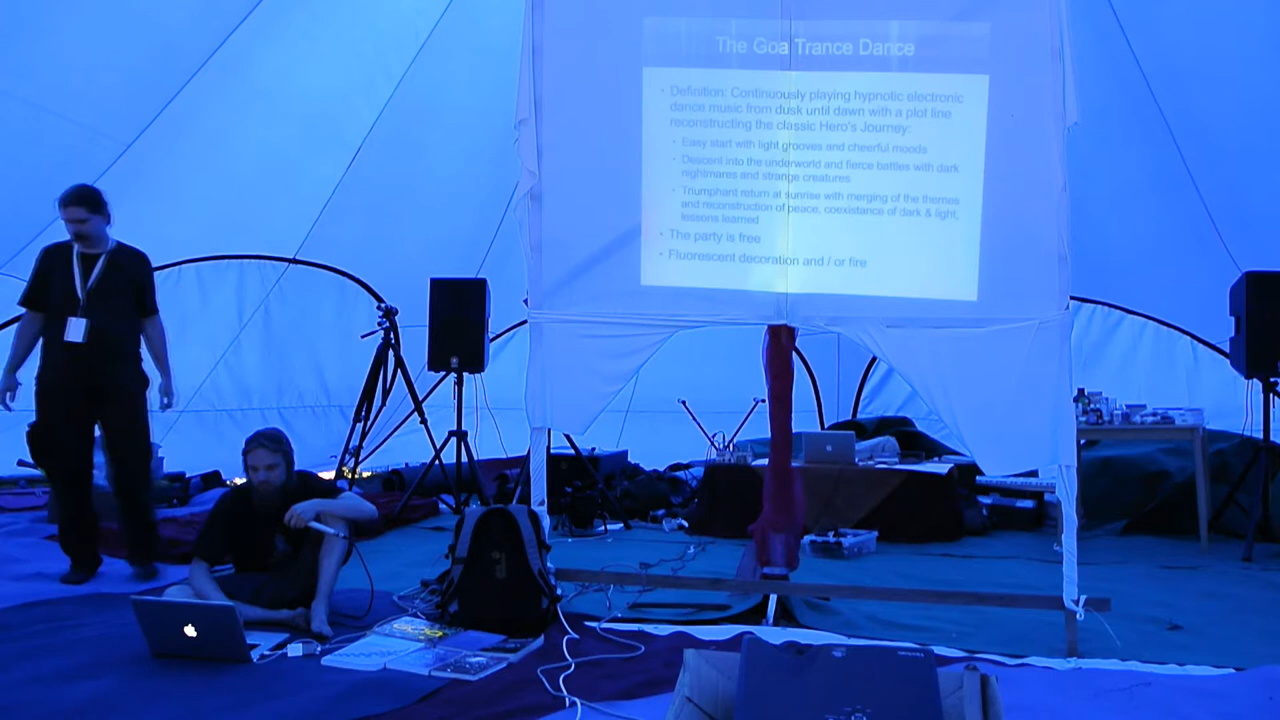 The Goa Trance Dance
• Definition: Continuously playing hypnotic electronic
dance music from dusk until dawn with a plot line
reconstructing the classic Hero's Journey:
• Easy start with light grooves and cheerful moods
• Descent into the underworld and fierce battles with dark
nightmares and strange creatures
• Triumphant return at sunrise with merging of the themes
and reconstruction of peace, coexistance of dark & light,
lessons learned
• The party is free
• Fluorescent decoration and / or fire